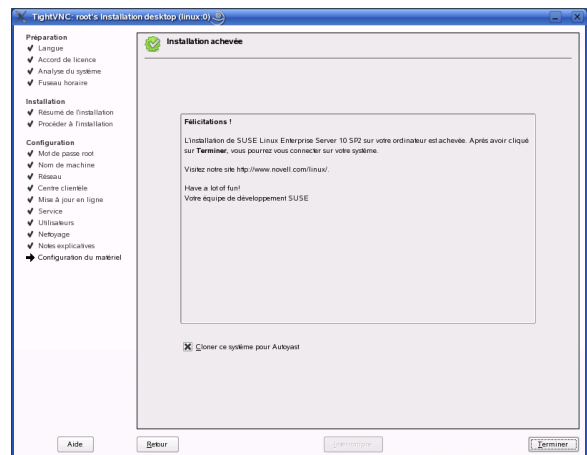 TightVNC: root's Installation desktop (linux:0)
Préparation
Langue
Accord de licence
Analyse du système
Fuseau horaire
Installation
Résumé de l'installation
Procéder à l'installation
Configuration
Mot de passe root
Nom de machine
Réseau
Centre clientèle
Mise à jour en ligne
Service
Utilisateurs
Nettoyage
Notes explicatives
Configuration du matériel
Installation achevée
Félicitations !
L'installation de SUSE Linux Enterprise Server 10 SP2 sur votre ordinateur est achevée. Après avoir cliqué
sur Terminer, vous pourrez vous connecter sur votre système.
Visitez notre site http://www.novell.com/linux/.
Have a lot of fun!
Votre équipe de développement SUSE
Cloner ce système pour Autoyast
Aide
Retour
Interrompre
Terminer